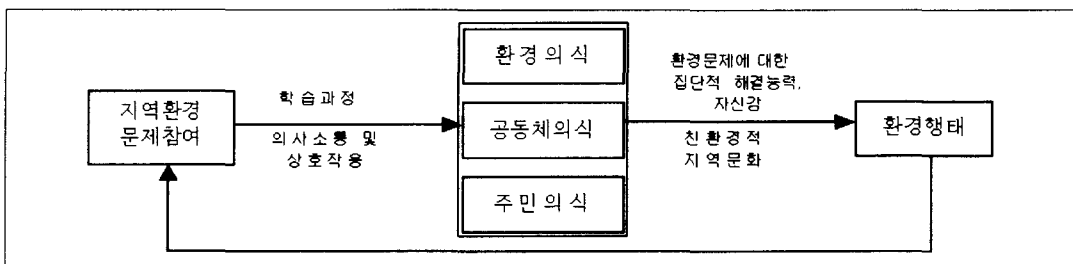 지역환경
문제참여
학습과정
의사소통 및
상호작용
환경의식
공동체의식
주민의식
환경문제에 대한
집단적 해결능력,
자신감
친환경적
지역문화
환경행태